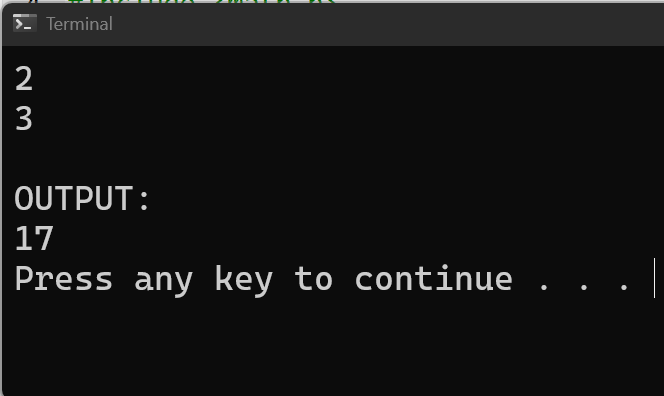 Terminal
2
3
OUTPUT:
17
Press any key to continue . . .